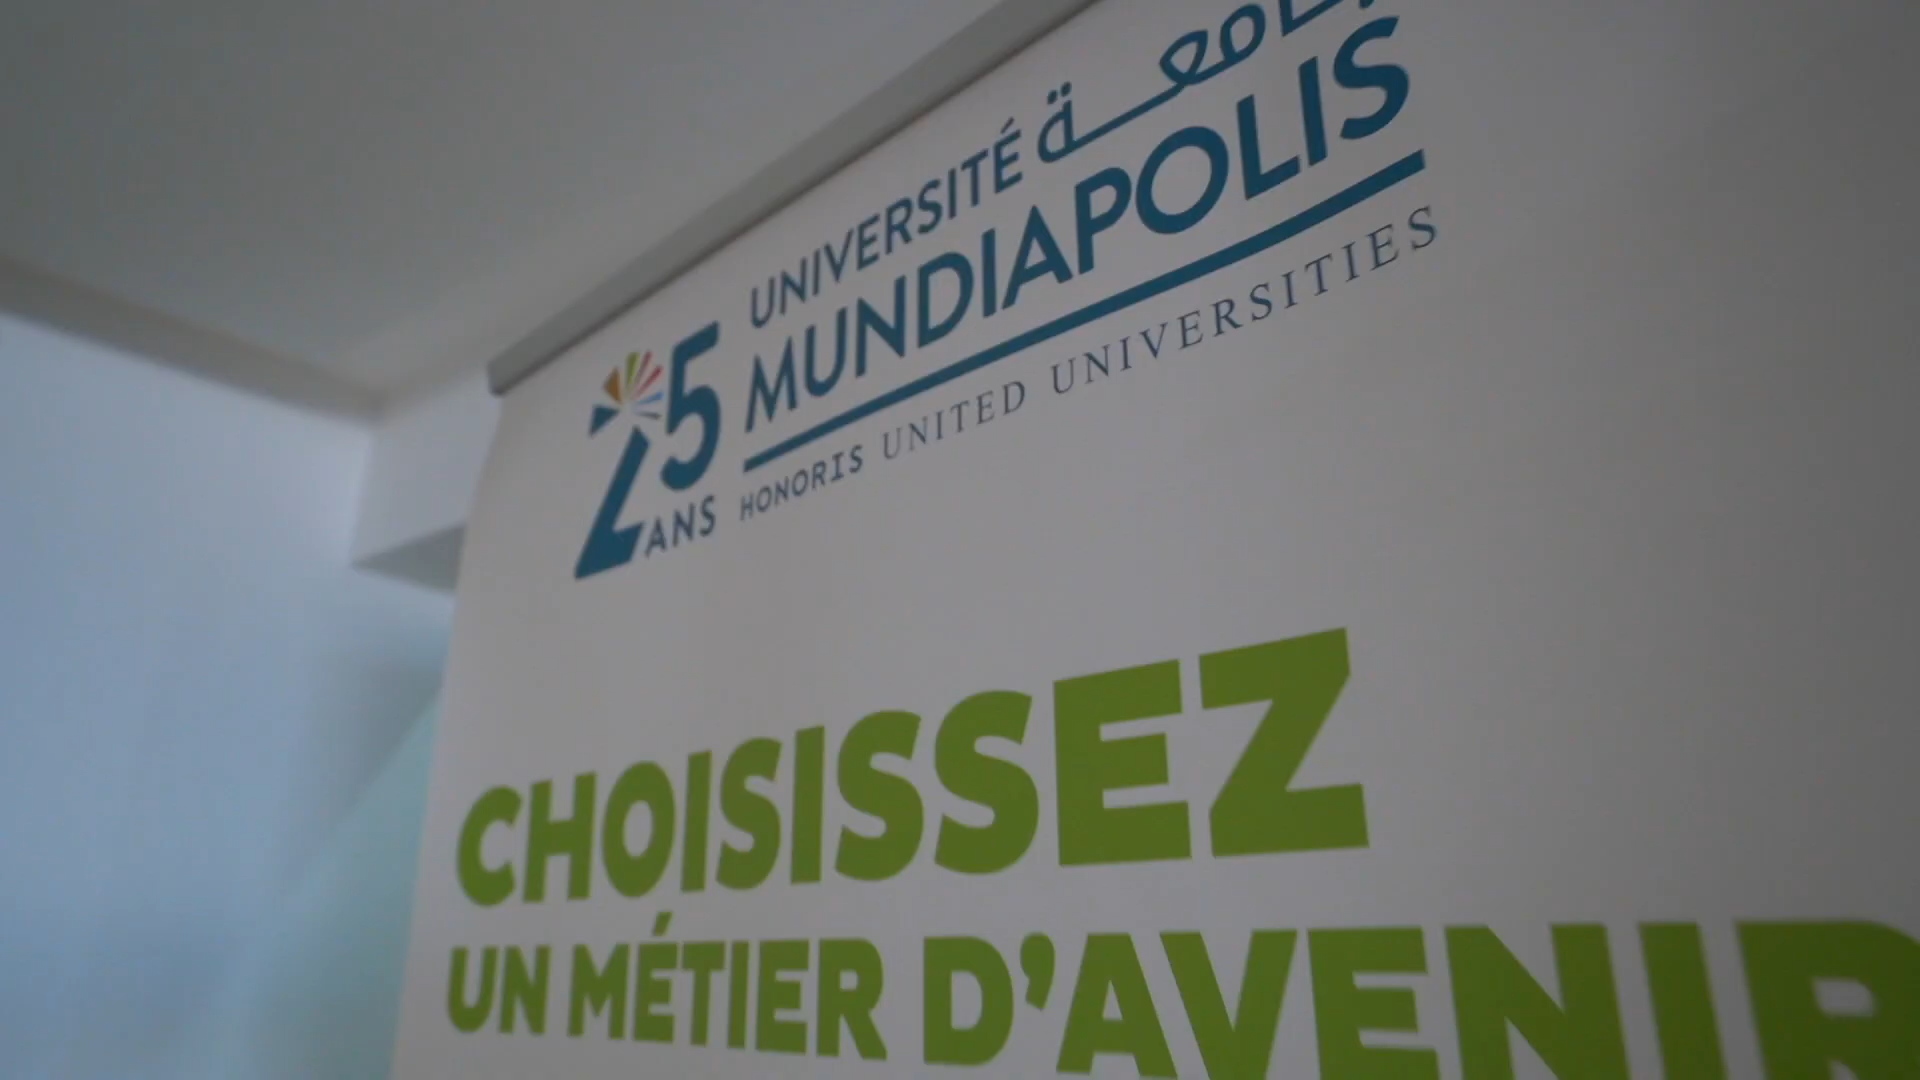 UNIVERSITÉ
MUNDIAPOLIS
25 ANS
HONORIS UNITED UNIVERSITIES
CHOISISSEZ
UN MÉTIER D'AVENIR